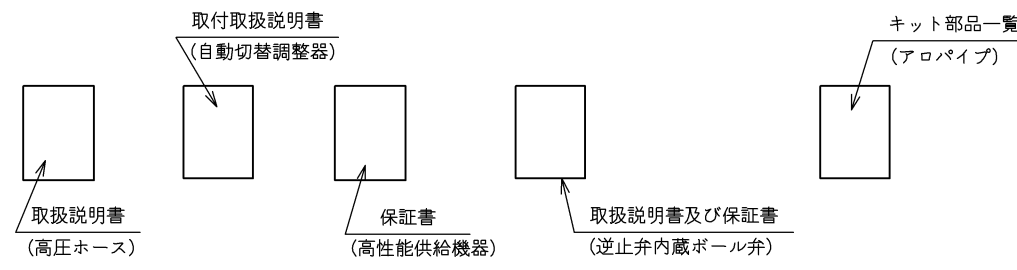 取付取扱説明書
(自動切替調整器)
キット部品一覧
(アロパイプ)
取扱説明書
(高圧ホース)
保証書
(高性能供給機器)
取扱説明書及び保証書
(逆止弁内蔵ボール弁)